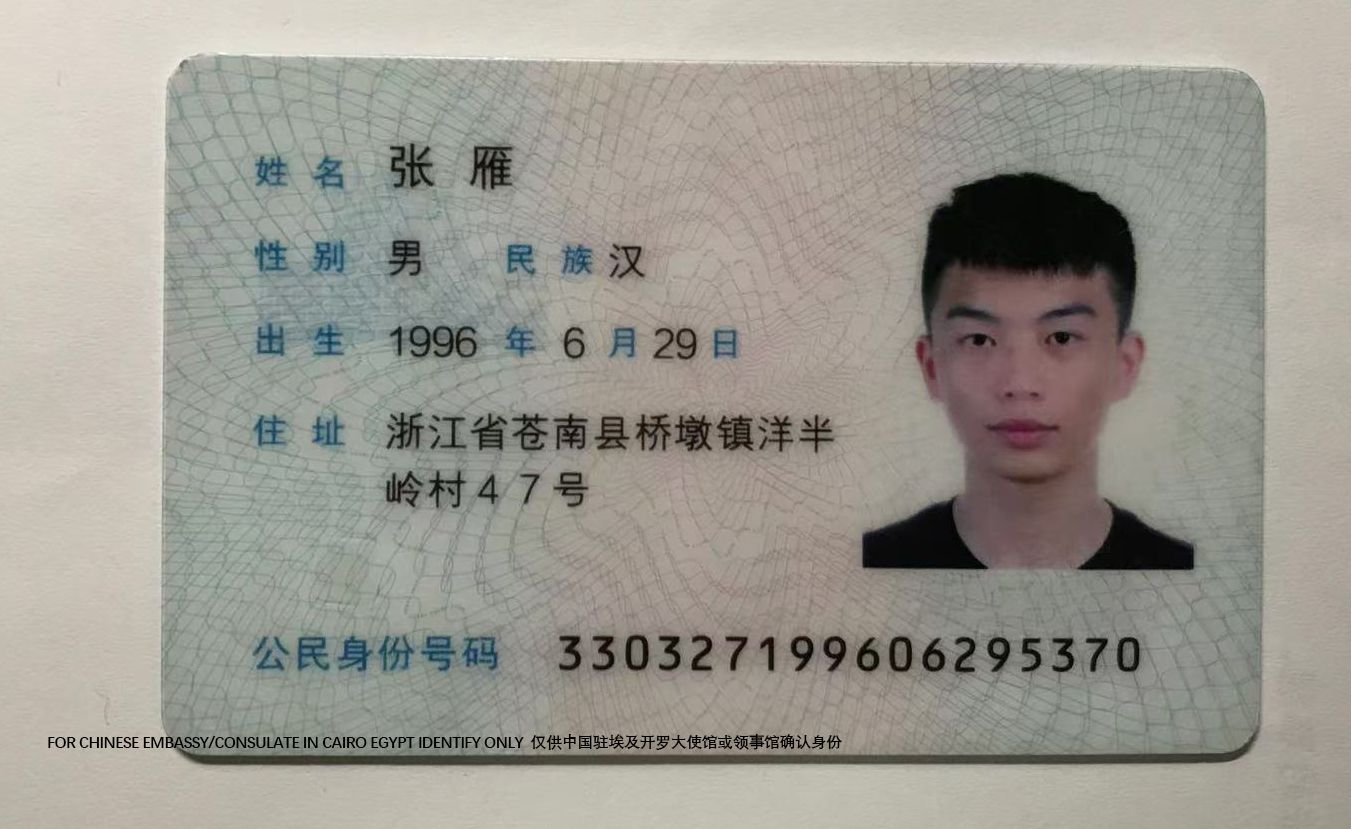 姓名 张雁
性别 男 民族 汉
出生 1996 年 6 月 29 日
住址 浙江省苍南县桥墩镇洋半
岭村47号
公民身份号码 330327199606295370
FOR CHINESE EMBASSY/CONSULATE IN CAIRO EGYPT IDENTIFY ONLY 仅供中国驻埃及开罗大使馆或领事馆确认身份